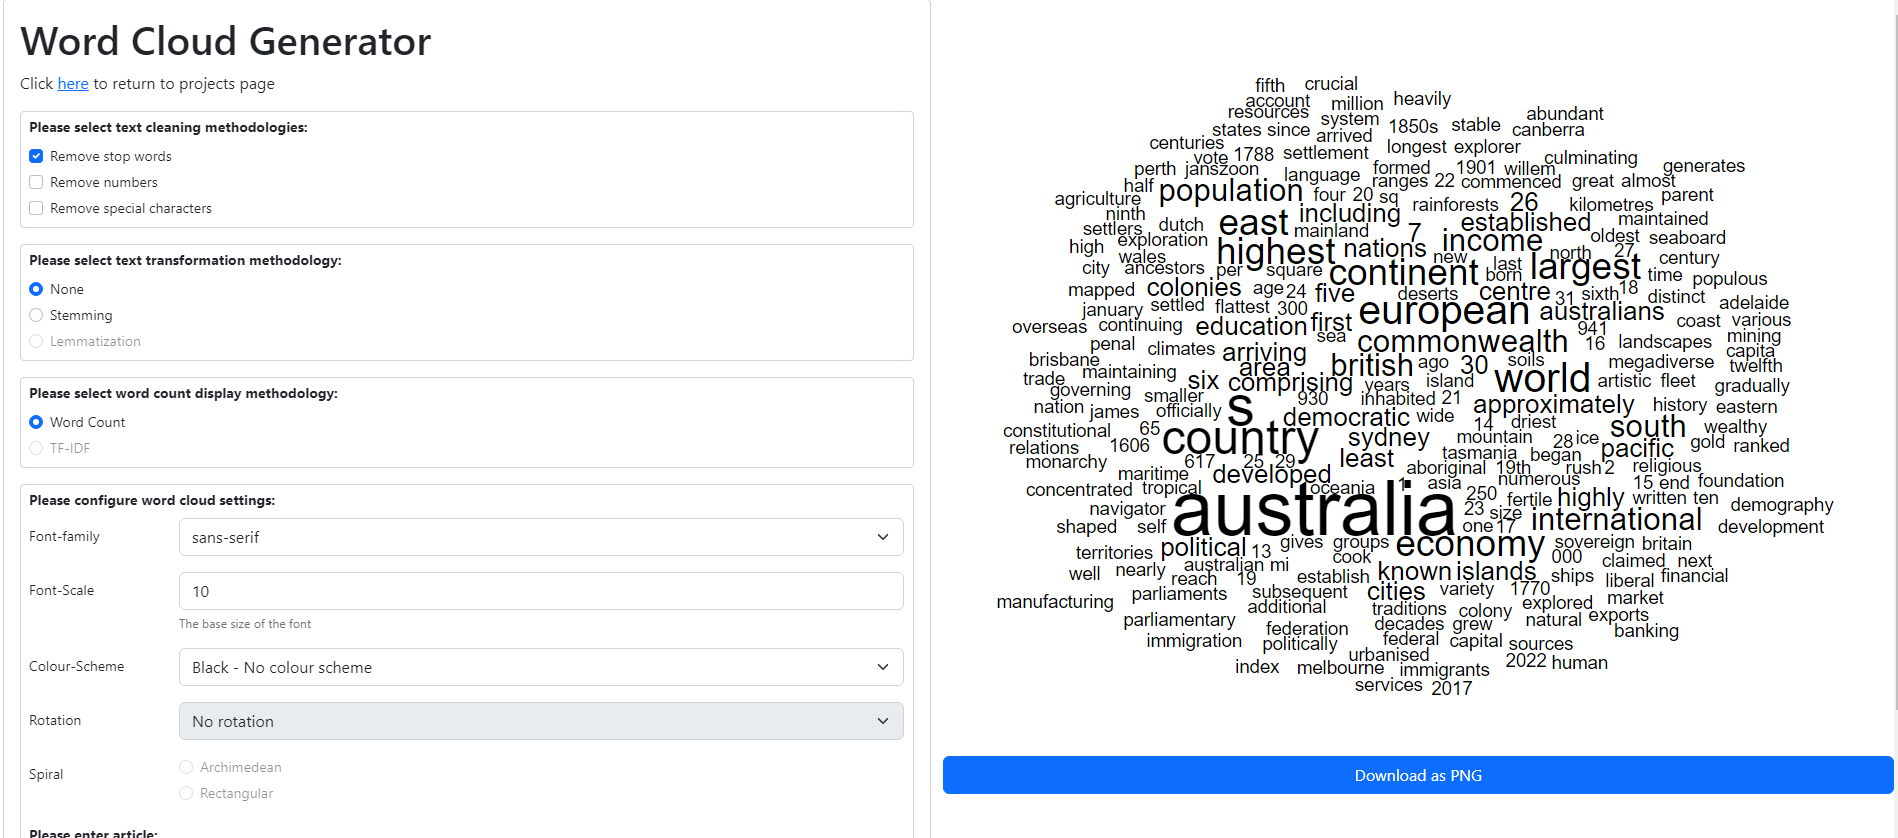 Word Cloud Generator
Click here to return to projects page
Please select text cleaning methodologies:
Remove stop words
Remove numbers
Remove special characters
Please select text transformation methodology:
None
Stemming
Lemmatization
Please select word count display methodology:
Word Count
TF-IDF
Please configure word cloud settings:
Font-family
sans-serif
Font-Scale
10
The base size of the font
Colour-Scheme
Black - No colour scheme
Rotation
No rotation
Spiral
Archimedean
Rectangular
Please enter article:
fifth crucial
account million heavily
resources system abundant
states since arrived 1850s stable canberra
centuries longest explorer
vote 1788 settlement culminating
perth janszoon formed 1901 willem generates
half language ranges 22 commenced great almost
agriculture population four 20 sq rainforests 26 kilometres parent
ninth including
settlers dutch east mainland 7 established maintained
high exploration highest nations income oldest seaboard
wales new north 27
city ancestors per square continent last born largest century time populous
mapped colonies age 24 five deserts centre 31 sixth 18 distinct adelaide
january settled flattest 300 european australians
overseas continuing education first coast various
penal sea commonwealth 941 16 landscapes mining
climates arriving capita
brisbane area british ago 30 soils megadiverse twelfth
trade maintaining six comprising years island world artistic fleet gradually
governing smaller 930 inhabited 21
nation james officially s democratic wide approximately history eastern
constitutional 65 country sydney 14 driest south wealthy
relations 1606 mountain 28 ice gold ranked
monarchy 617 25 29 least tasmania began pacific
maritime developed aboriginal 19th rush 2 religious
concentrated tropical oceania 1 asia numerous 15 end foundation
navigator australia 250 fertile highly written ten demography
shaped self 23 size one 17 international development
territories political 13 gives groups economy sovereign britain
cook 000
well nearly australian mi known islands claimed next
reach 19 establish ships liberal financial
manufacturing parliaments subsequent cities variety 1770 market
additional traditions colony explored exports
parliamentary federation decades grew natural banking
immigration politically federal capital sources
urbanised
index melbourne immigrants 2022 human
services 2017
Download as PNG